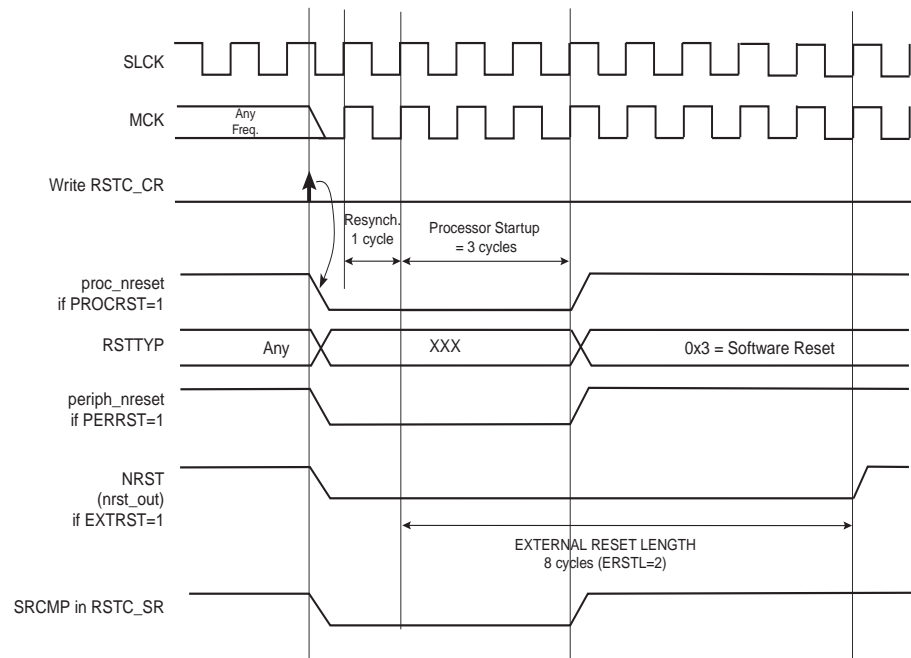 SLCK
MCK
Any
Freq.
Write RSTC_CR
Resynch.
1 cycle
Processor Startup
= 3 cycles
proc_nreset
if PROCRST=1
RSTTYP
Any
XXX
0x3 = Software Reset
periph_nreset
if PERRST=1
NRST
(nrst_out)
if EXTRST=1
EXTERNAL RESET LENGTH
8 cycles (ERSTL=2)
SRCMP in RSTC_SR